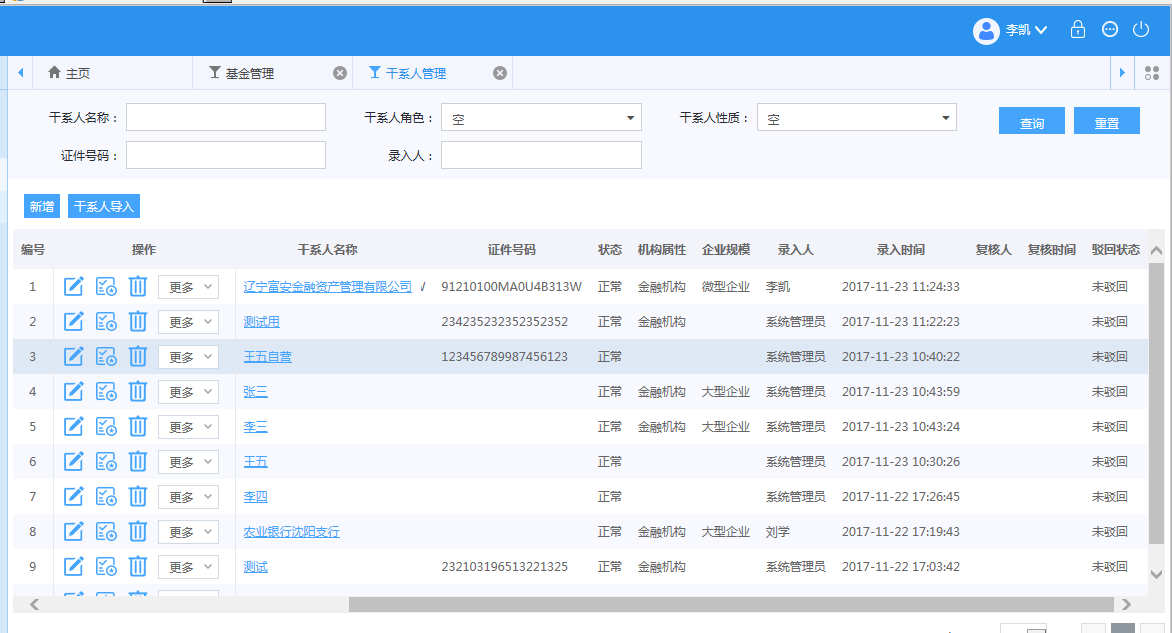 李凯
主页 基金管理 干系人管理
干系人名称： 干系人角色： 空 干系人性质： 空 查询 重置
证件号码： 录入人：
新增 干系人导入
编号 操作 干系人名称 证件号码 状态 机构属性 企业规模 录入人 录入时间 复核人 复核时间 驳回状态
1 更多 辽宁富安金融资产管理有限公司 91210100MA0U4B313W 正常 金融机构 微型企业 李凯 2017-11-23 11:24:33 未驳回
2 更多 测试用 234235232352352352 正常 金融机构 系统管理员 2017-11-23 11:22:23 未驳回
3 更多 王五自营 123456789987456123 正常 系统管理员 2017-11-23 10:40:22 未驳回
4 更多 张三 正常 金融机构 大型企业 系统管理员 2017-11-23 10:43:59 未驳回
5 更多 李三 正常 金融机构 大型企业 系统管理员 2017-11-23 10:43:24 未驳回
6 更多 王五 正常 系统管理员 2017-11-23 10:30:26 未驳回
7 更多 李四 正常 系统管理员 2017-11-22 17:26:45 未驳回
8 更多 农业银行沈阳支行 正常 金融机构 大型企业 刘学 2017-11-22 17:19:43 未驳回
9 更多 测试 232103196513221325 正常 金融机构 系统管理员 2017-11-22 17:03:42 未驳回